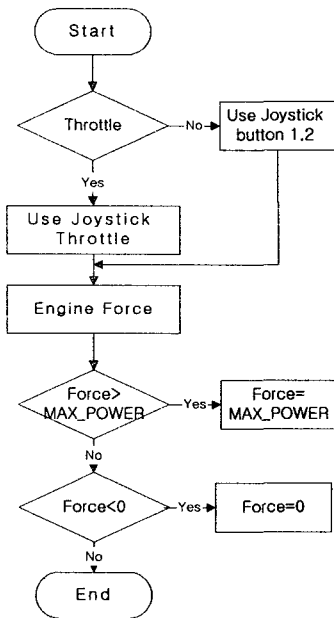 Start
Throttle
No
Use Joystick
button 1.2
Yes
Use Joystick
Throttle
Engine Force
Force>
MAX_POWER
Yes
Force=
MAX_POWER
No
Force<0
Yes
Force=0
No
End